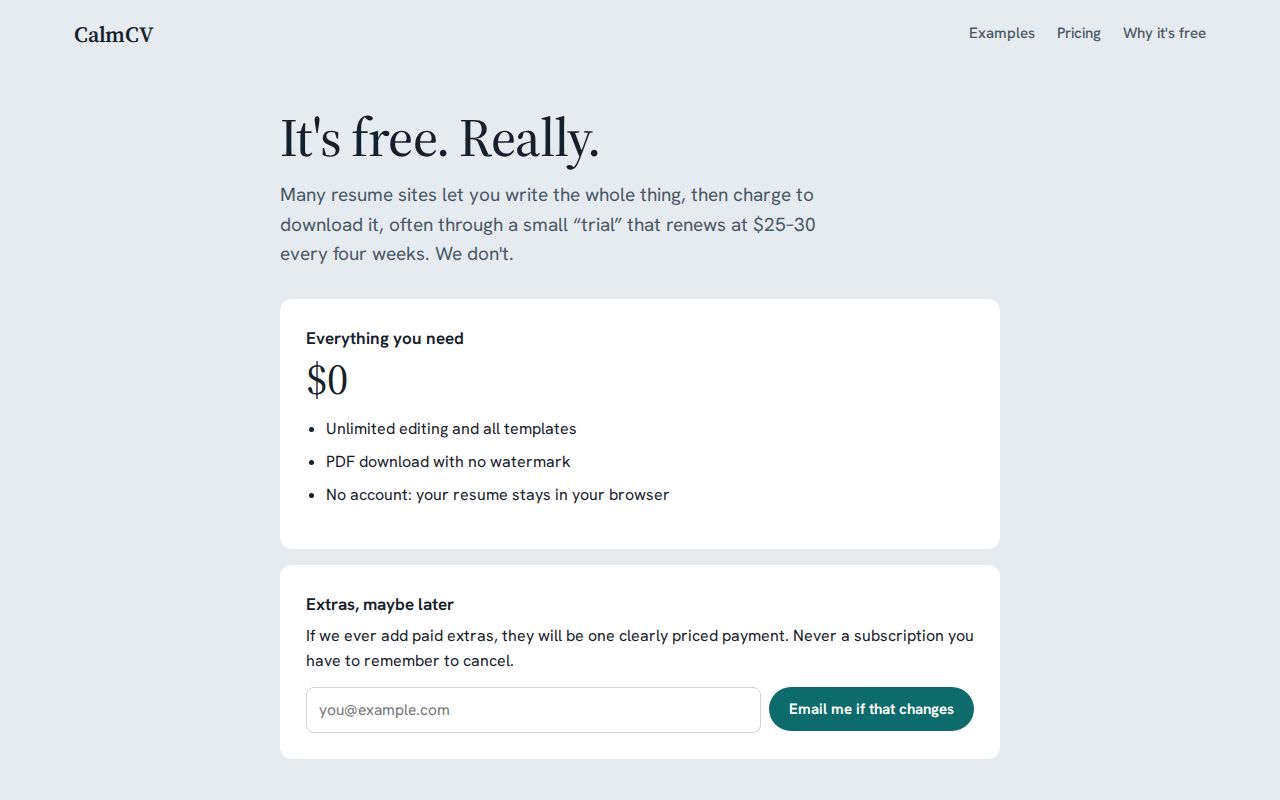 CalmCV
Examples Pricing Why it's free
It's free. Really.
Many resume sites let you write the whole thing, then charge to
download it, often through a small “trial” that renews at $25–30
every four weeks. We don't.
Everything you need
$0
• Unlimited editing and all templates
• PDF download with no watermark
• No account: your resume stays in your browser
Extras, maybe later
If we ever add paid extras, they will be one clearly priced payment. Never a subscription you
have to remember to cancel.
you@example.com Email me if that changes